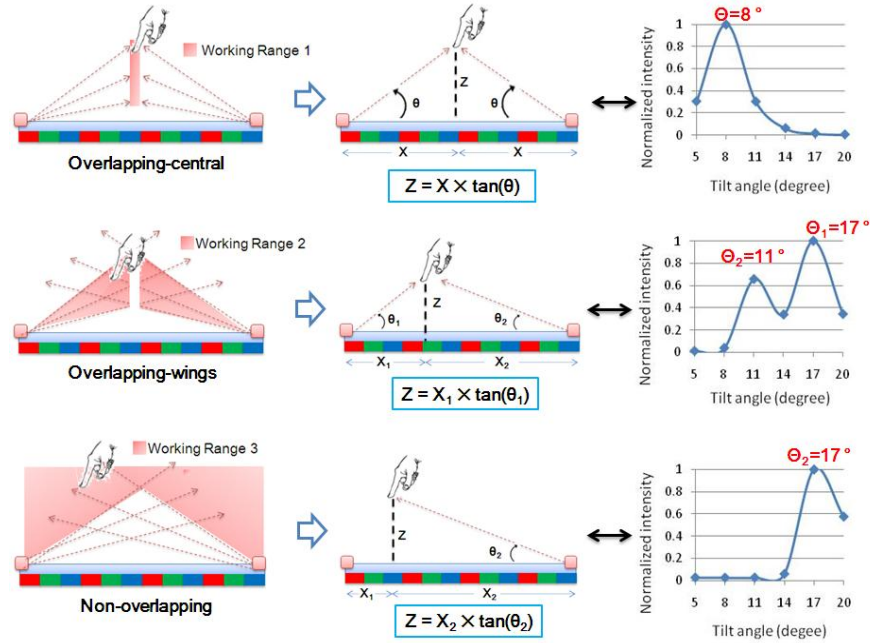 Working Range 1
Overlapping-central
θ
Z
θ
X
X
Z = X × tan(θ)
Θ=8 °
Normalized intensity
1
0.8
0.6
0.4
0.2
0
5 8 11 14 17 20
Tilt angle (degree)
Working Range 2
Overlapping-wings
θ₁
Z
θ₂
X₁
X₂
Z = X₁ × tan(θ₁)
Θ₁=17 °
Θ₂=11 °
Normalized intensity
1
0.8
0.6
0.4
0.2
0
5 8 11 14 17 20
Tilt angle (degree)
Working Range 3
Non-overlapping
Z
θ₂
X₁
X₂
Z = X₂ × tan(θ₂)
Θ₂=17 °
Normalized intensity
1
0.8
0.6
0.4
0.2
0
5 8 11 14 17 20
Tilt angle (degree)